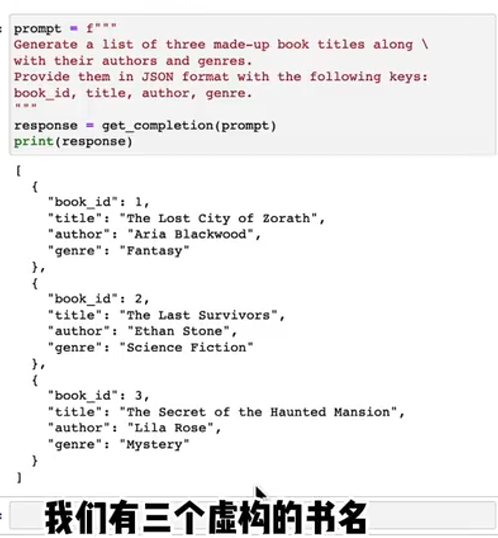 : prompt = f"""
Generate a list of three made-up book titles along \
with their authors and genres.
Provide them in JSON format with the following keys:
book_id, title, author, genre.
"""
response = get_completion(prompt)
print(response)
[
  {
    "book_id": 1,
    "title": "The Lost City of Zorath",
    "author": "Aria Blackwood",
    "genre": "Fantasy"
  },
  {
    "book_id": 2,
    "title": "The Last Survivors",
    "author": "Ethan Stone",
    "genre": "Science Fiction"
  },
  {
    "book_id": 3,
    "title": "The Secret of the Haunted Mansion",
    "author": "Lila Rose",
    "genre": "Mystery"
  }
]
:
我们有三个虚构的书名